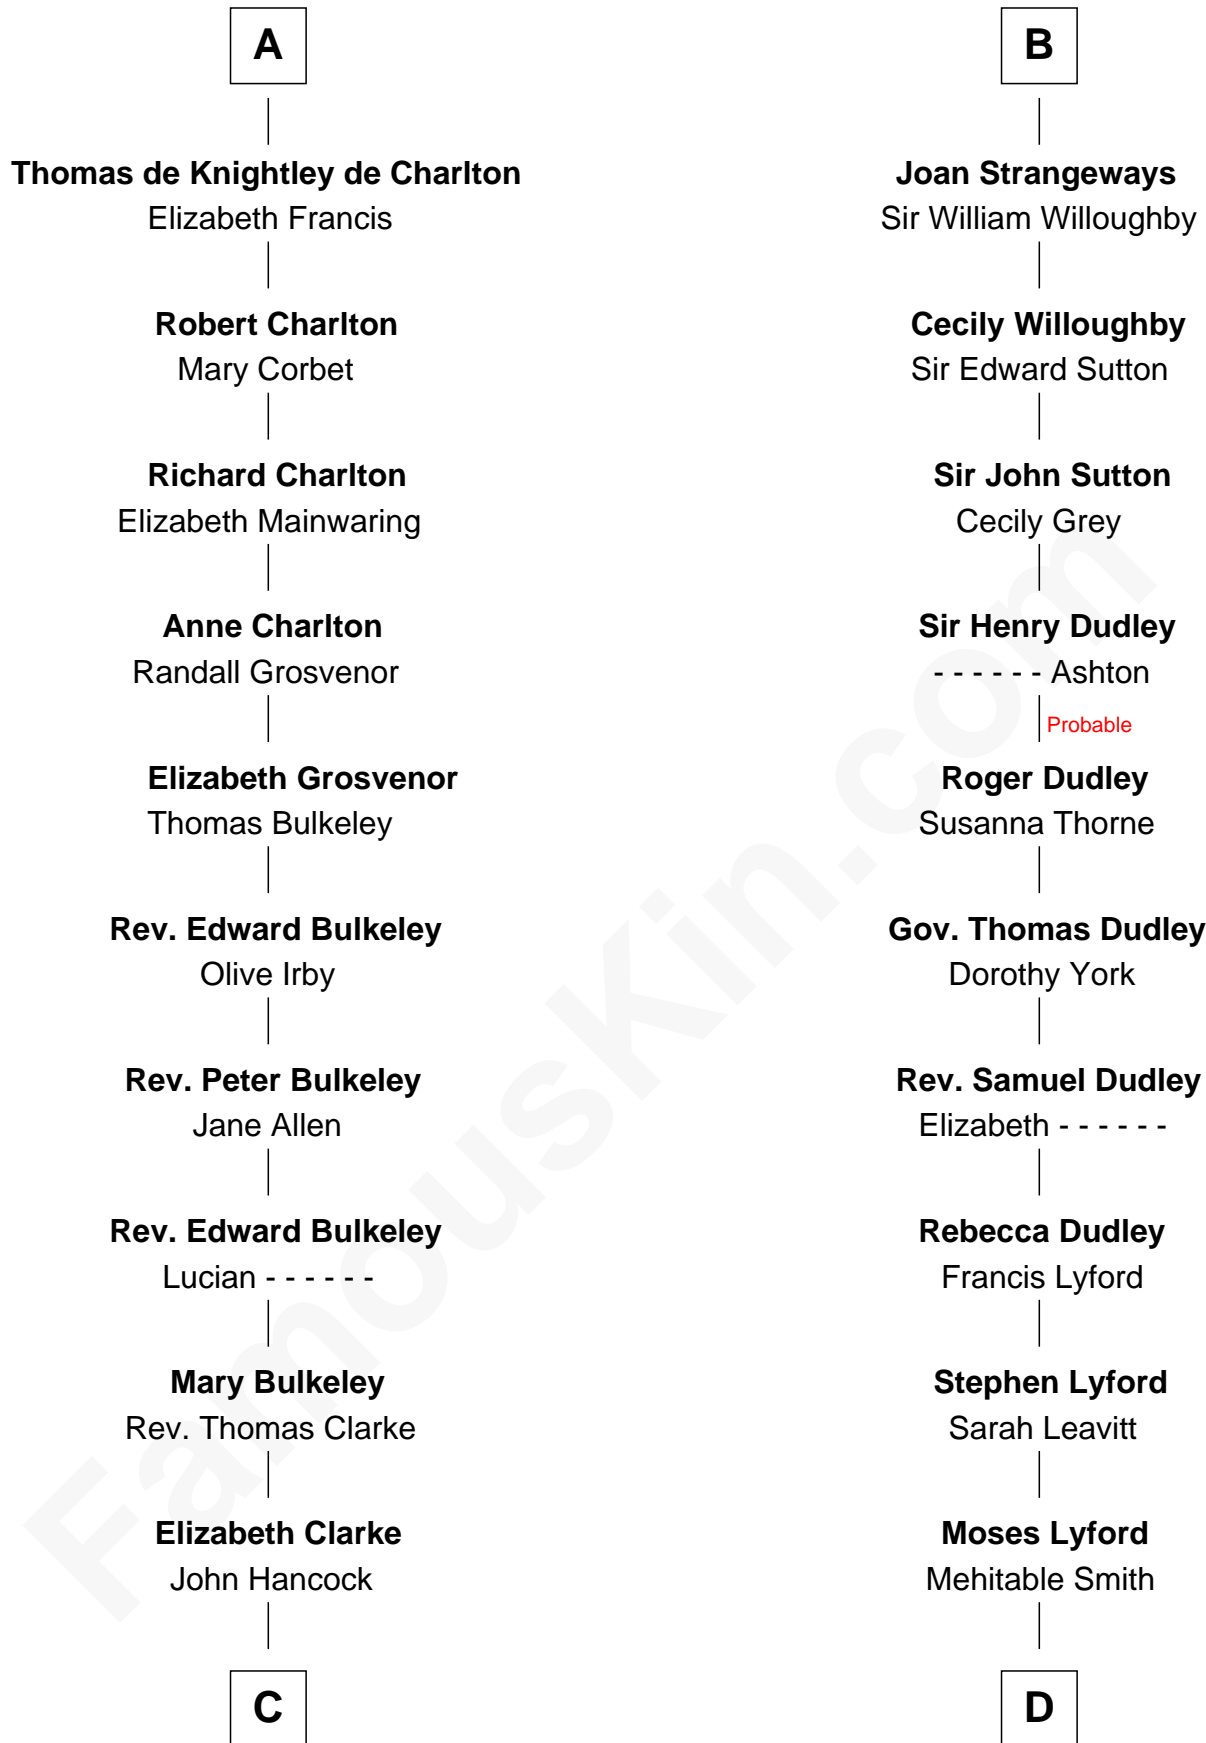 A
Thomas de Knightley de Charlton
Elizabeth Francis
Robert Charlton
Mary Corbet
Richard Charlton
Elizabeth Mainwaring
Anne Charlton
Randall Grosvenor
Elizabeth Grosvenor
Thomas Bulkeley
Rev. Edward Bulkeley
Olive Irby
Rev. Peter Bulkeley
Jane Allen
Rev. Edward Bulkeley
Lucian - - - - - -
Mary Bulkeley
Rev. Thomas Clarke
Elizabeth Clarke
John Hancock
C
B
Joan Strangeways
Sir William Willoughby
Cecily Willoughby
Sir Edward Sutton
Sir John Sutton
Cecily Grey
Sir Henry Dudley
- - - - - - Ashton
Probable
Roger Dudley
Susanna Thorne
Gov. Thomas Dudley
Dorothy York
Rev. Samuel Dudley
Elizabeth - - - - - -
Rebecca Dudley
Francis Lyford
Stephen Lyford
Sarah Leavitt
Moses Lyford
Mehitable Smith
D
FamousKin.com